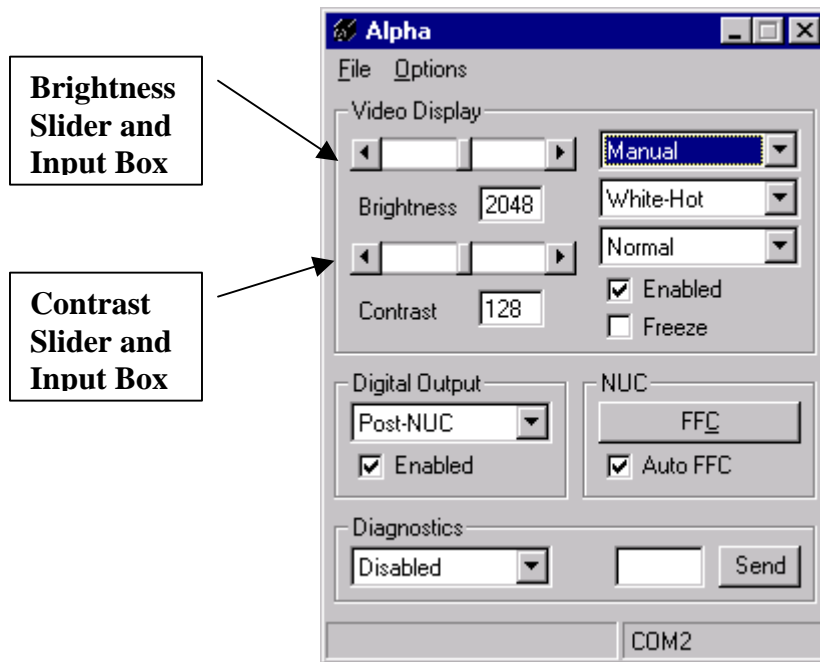 Alpha
File Options
Video Display
Brightness
Slider and
Input Box
Manual
Brightness 2048
White-Hot
Normal
Contrast
Slider and
Input Box
Contrast 128
Enabled
Freeze
Digital Output
Post-NUC
Enabled
NUC
FFC
Auto FFC
Diagnostics
Disabled
Send
COM2